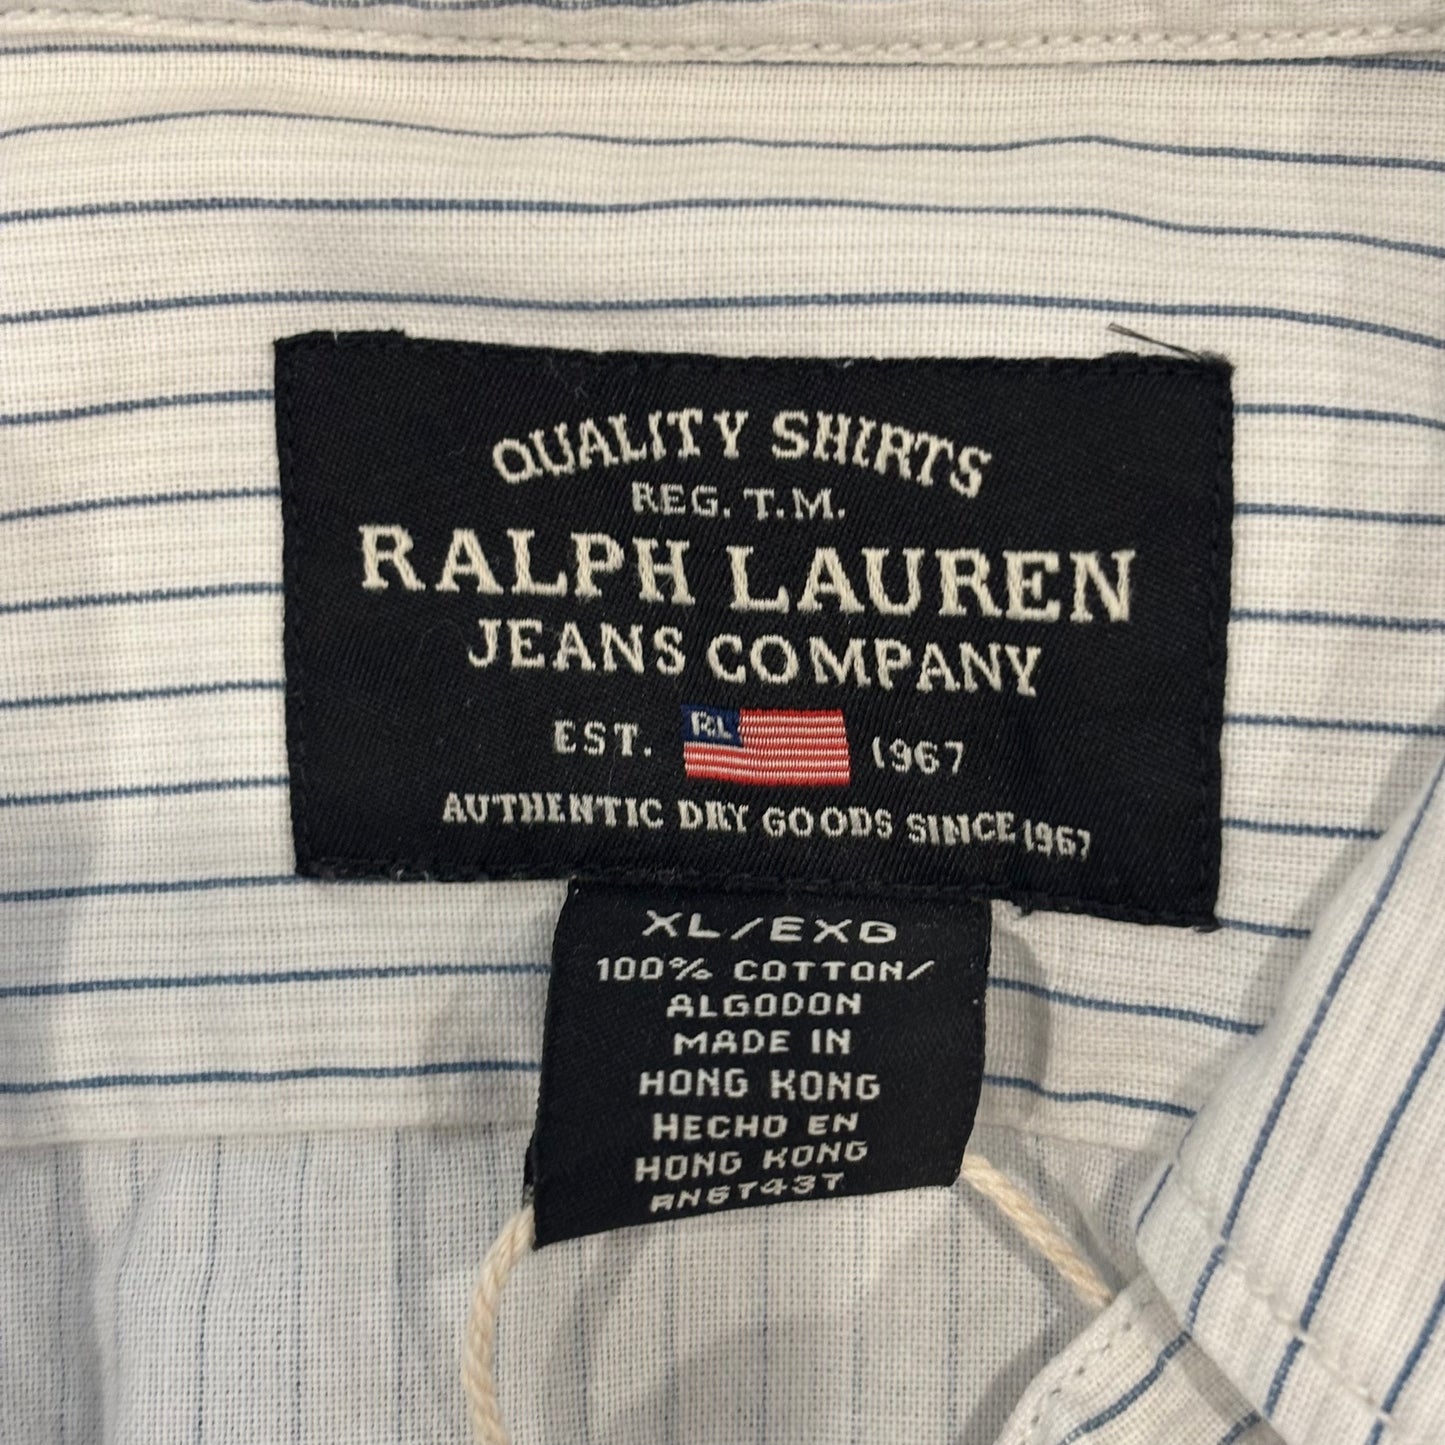 QUALITY SHIRTS
REG. T.M.
RALPH LAUREN
JEANS COMPANY
EST. RL 1967
AUTHENTIC DRY GOODS SINCE 1967
XL/EXG
100% COTTON/
ALGODON
MADE IN
HONG KONG
HECHO EN
HONG KONG
RN67437